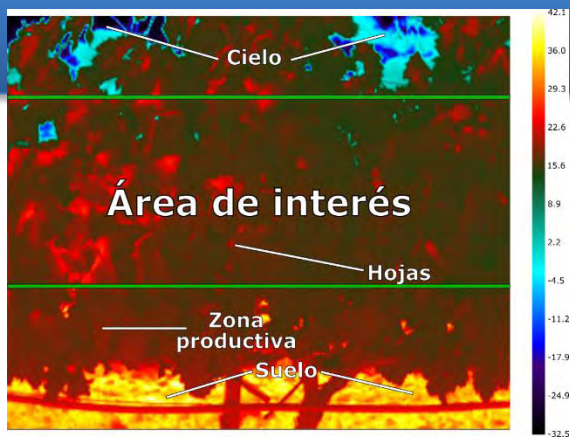 Cielo
Área de interés
Hojas
Zona
productiva
Suelo
42.1
36.0
29.3
22.6
15.6
8.9
2.2
-4.5
-11.2
-17.9
-24.9
-32.5